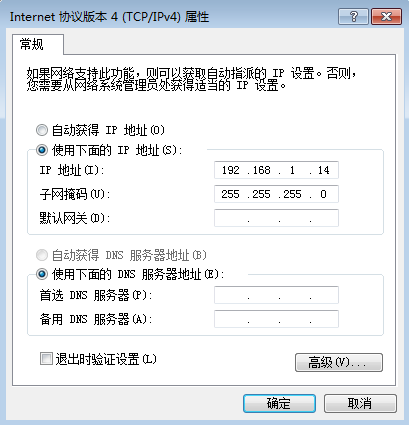 Internet 协议版本 4 (TCP/IPv4) 属性
常规
如果网络支持此功能，则可以获取自动指派的 IP 设置。否则，
您需要从网络系统管理员处获得适当的 IP 设置。
自动获得 IP 地址(O)
使用下面的 IP 地址(S):
IP 地址(I): 192 .168 . 1 . 14
子网掩码(U): 255 .255 .255 . 0
默认网关(D): . . .
自动获得 DNS 服务器地址(B)
使用下面的 DNS 服务器地址(E):
首选 DNS 服务器(P): . . .
备用 DNS 服务器(A): . . .
退出时验证设置(L)
高级(V)...
确定 取消